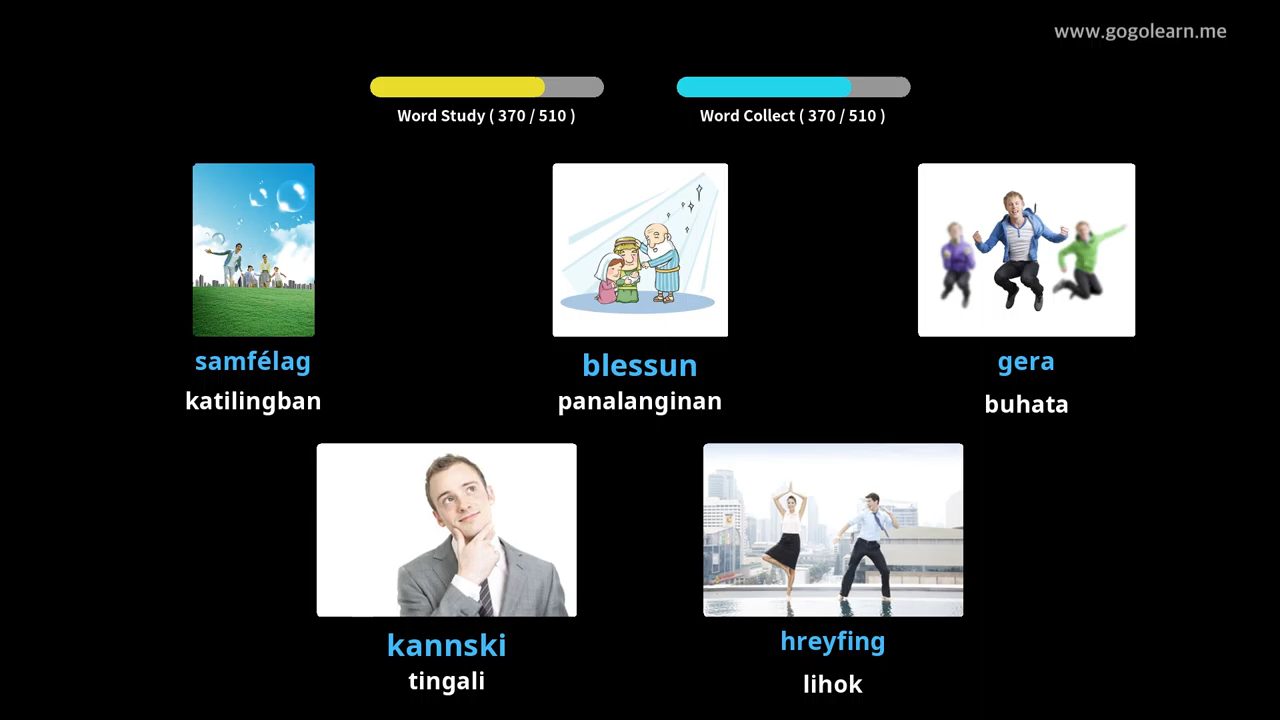 www.gogolearn.me
Word Study ( 370 / 510 )
Word Collect ( 370 / 510 )
samfélag
katilingban
blessun
panalanginan
gera
buhata
kannski
tingali
hreyfing
lihok